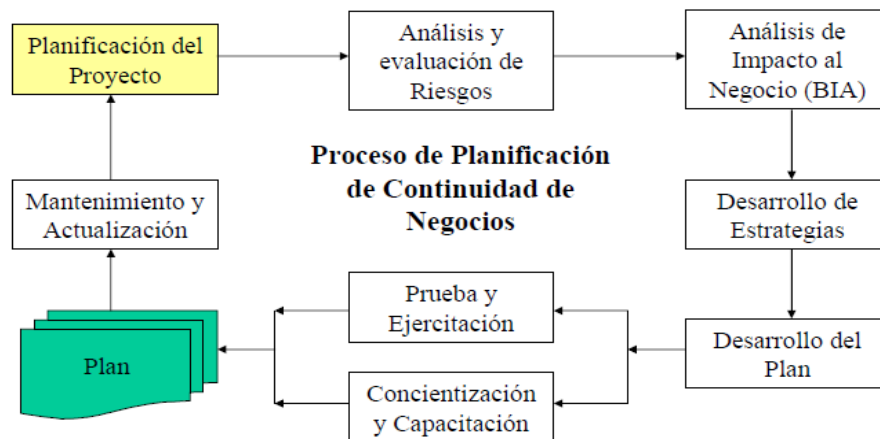 Planificación del
Proyecto
Análisis y
evaluación de
Riesgos
Análisis de
Impacto al
Negocio (BIA)
Proceso de Planificación
de Continuidad de
Negocios
Mantenimiento y
Actualización
Desarrollo de
Estrategias
Prueba y
Ejercitación
Plan
Desarrollo del
Plan
Concientización
y Capacitación